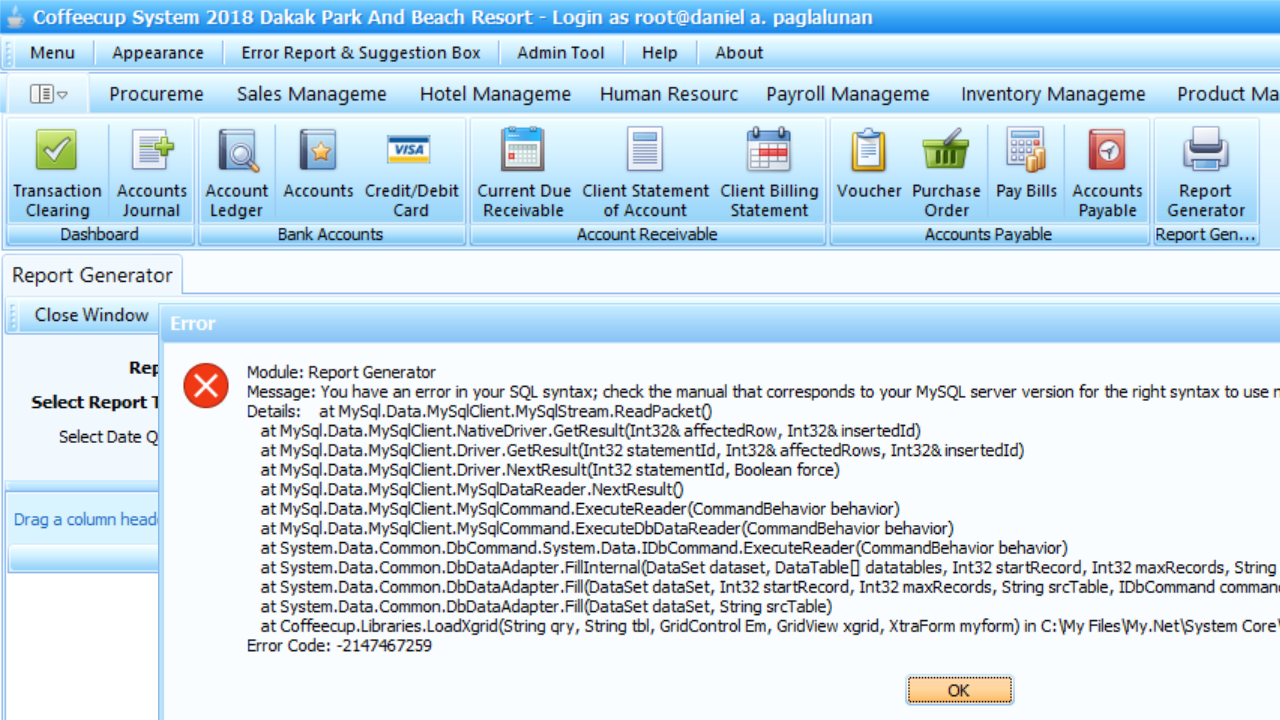 Coffeecup System 2018 Dakak Park And Beach Resort - Login as root@daniel a. paglalunan
Menu Appearance Error Report & Suggestion Box Admin Tool Help About
Procureme Sales Manageme Hotel Manageme Human Resourc Payroll Manageme Inventory Manageme Product Ma
VISA
Transaction Clearing Accounts Journal Account Ledger Accounts Credit/Debit Card Current Due Receivable Client Statement of Account Client Billing Statement Voucher Purchase Order Pay Bills Accounts Payable Report Generator
Dashboard Bank Accounts Account Receivable Accounts Payable Report Gen...
Report Generator
Close Window
Error
Rep
Select Report T
Select Date Q
Drag a column heade
Module: Report Generator
Message: You have an error in your SQL syntax; check the manual that corresponds to your MySQL server version for the right syntax to use n
Details: at MySql.Data.MySqlClient.MySqlStream.ReadPacket()
at MySql.Data.MySqlClient.NativeDriver.GetResult(Int32& affectedRow, Int32& insertedId)
at MySql.Data.MySqlClient.Driver.GetResult(Int32 statementId, Int32& affectedRows, Int32& insertedId)
at MySql.Data.MySqlClient.Driver.NextResult(Int32 statementId, Boolean force)
at MySql.Data.MySqlClient.MySqlDataReader.NextResult()
at MySql.Data.MySqlClient.MySqlCommand.ExecuteReader(CommandBehavior behavior)
at MySql.Data.MySqlClient.MySqlCommand.ExecuteDbDataReader(CommandBehavior behavior)
at System.Data.Common.DbCommand.System.Data.IDbCommand.ExecuteReader(CommandBehavior behavior)
at System.Data.Common.DbDataAdapter.FillInternal(DataSet dataset, DataTable[] datatables, Int32 startRecord, Int32 maxRecords, String
at System.Data.Common.DbDataAdapter.Fill(DataSet dataSet, Int32 startRecord, Int32 maxRecords, String srcTable, IDbCommand comman
at System.Data.Common.DbDataAdapter.Fill(DataSet dataSet, String srcTable)
at Coffeecup.Libraries.LoadXgrid(String qry, String tbl, GridControl Em, GridView xgrid, XtraForm myform) in C:\My Files\My.Net\System Core\
Error Code: -2147467259
OK